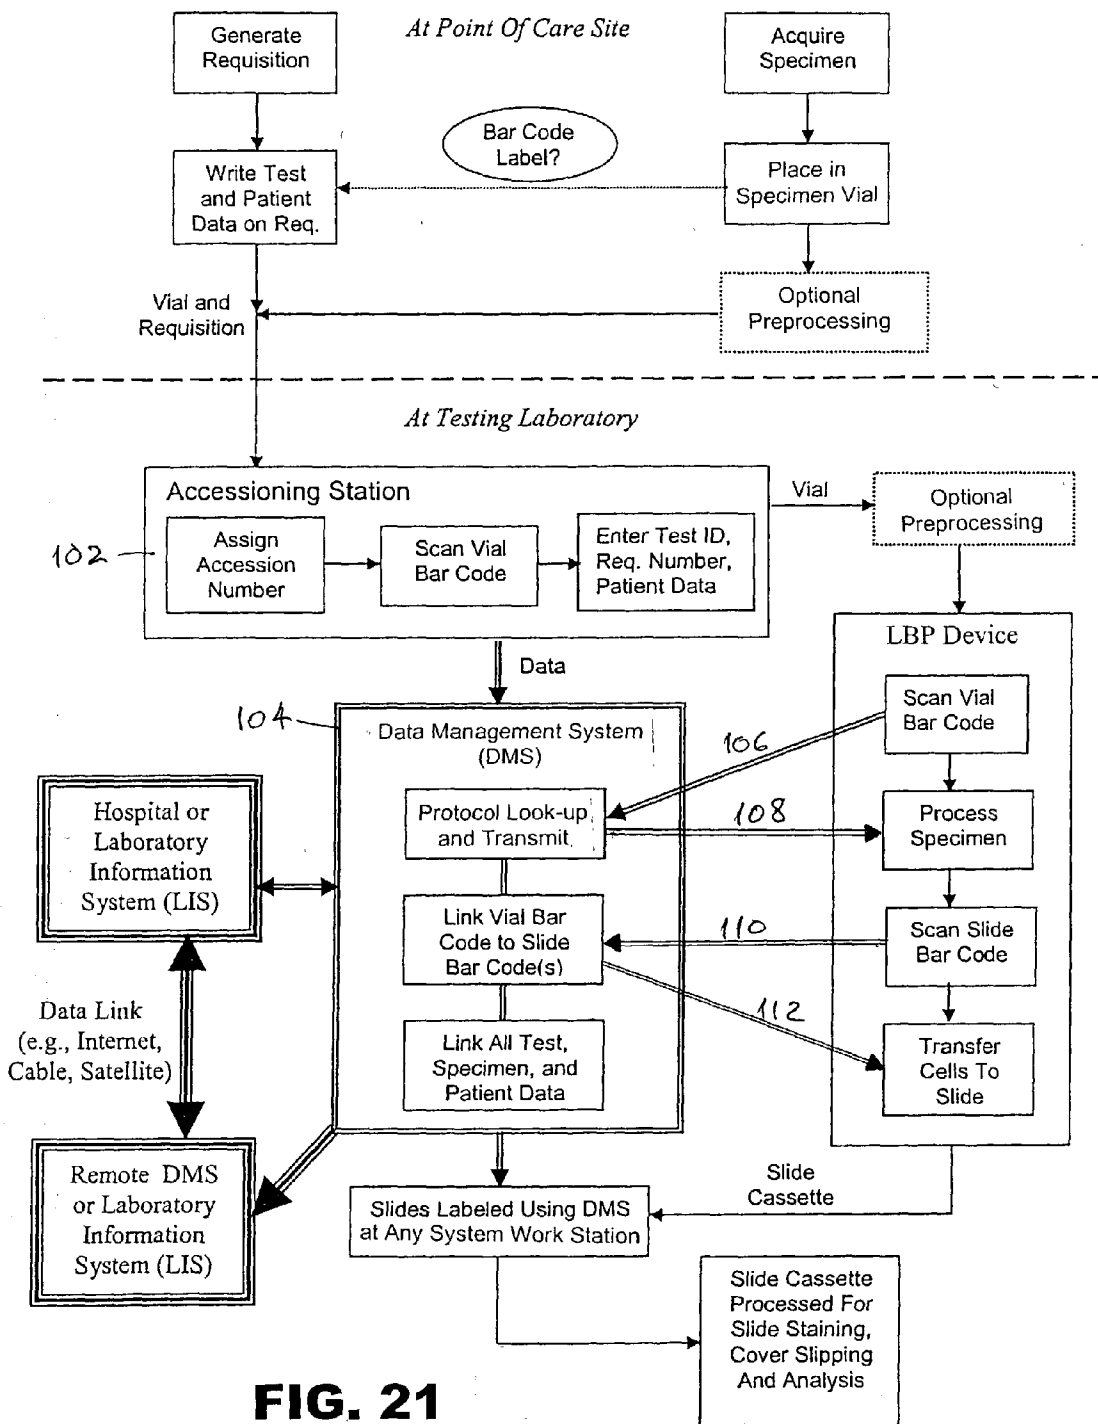 Generate
Requisition
At Point Of Care Site
Acquire
Specimen
Bar Code
Label?
Write Test
and Patient
Data on Req.
Place in
Specimen Vial
Vial and
Requisition
Optional
Preprocessing
At Testing Laboratory
Accessioning Station
102
Assign
Accession
Number
Scan Vial
Bar Code
Enter Test ID,
Req. Number,
Patient Data
Vial
Optional
Preprocessing
Data
LBP Device
Scan Vial
Bar Code
Process
Specimen
Scan Slide
Bar Code
Transfer
Cells To
Slide
104
Data Management System
(DMS)
Protocol Look-up
and Transmit
Link Vial Bar
Code to Slide
Bar Code(s)
Link All Test,
Specimen, and
Patient Data
106
108
110
112
Hospital or
Laboratory
Information
System (LIS)
Data Link
(e.g., Internet,
Cable, Satellite)
Remote DMS
or Laboratory
Information
System (LIS)
Slide
Cassette
Slides Labeled Using DMS
at Any System Work Station
Slide Cassette
Processed For
Slide Staining,
Cover Slipping
And Analysis
FIG. 21